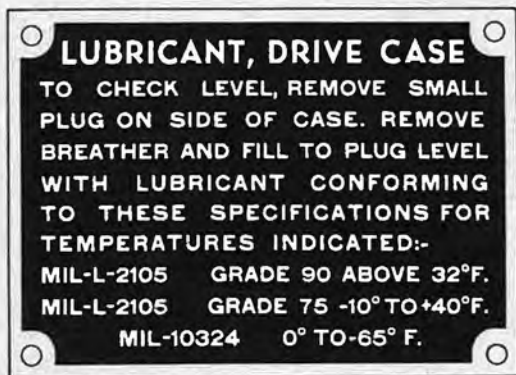 LUBRICANT, DRIVE CASE
TO CHECK LEVEL, REMOVE SMALL
PLUG ON SIDE OF CASE. REMOVE
BREATHER AND FILL TO PLUG LEVEL
WITH LUBRICANT CONFORMING
TO THESE SPECIFICATIONS FOR
TEMPERATURES INDICATED:-
MIL-L-2105 GRADE 90 ABOVE 32°F.
MIL-L-2105 GRADE 75 -10° TO +40°F.
MIL-10324 0° TO -65° F.